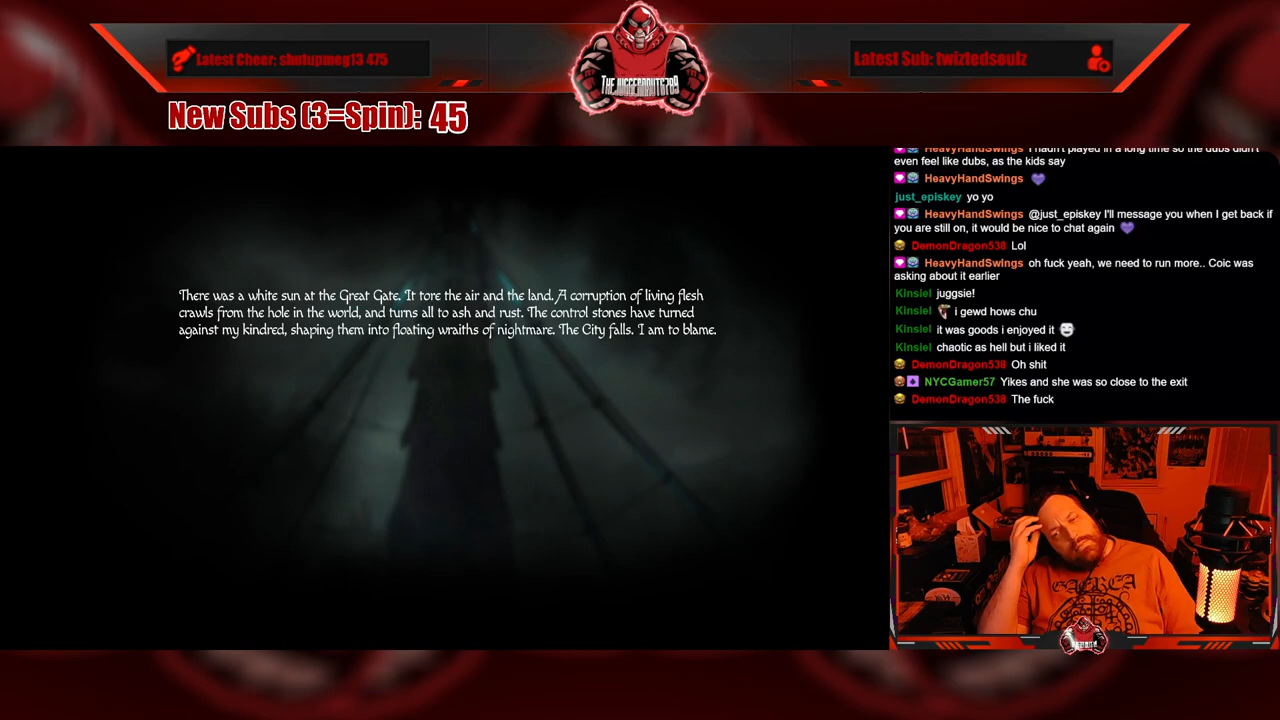 Latest Cheer: shutupmeg13 475
THEJUGGERNAUT6789
Latest Sub: twiztedsoulz
New Subs (3=Spin): 45
There was a white sun at the Great Gate. It tore the air and the land. A corruption of living flesh
crawls from the hole in the world, and turns all to ash and rust. The control stones have turned
against my kindred, shaping them into floating wraiths of nightmare. The City falls. I am to blame.
HeavyHandSwings I hadn't played in a long time so the dubs didn't
even feel like dubs, as the kids say
HeavyHandSwings
just_episkey yo yo
HeavyHandSwings @just_episkey I'll message you when I get back if
you are still on, it would be nice to chat again
DemonDragon538 Lol
HeavyHandSwings oh fuck yeah, we need to run more.. Coic was
asking about it earlier
Kinsiel juggsie!
Kinsiel i gewd hows chu
Kinsiel it was goods i enjoyed it
Kinsiel chaotic as hell but i liked it
DemonDragon538 Oh shit
NYCGamer57 Yikes and she was so close to the exit
DemonDragon538 The fuck
GAEREA